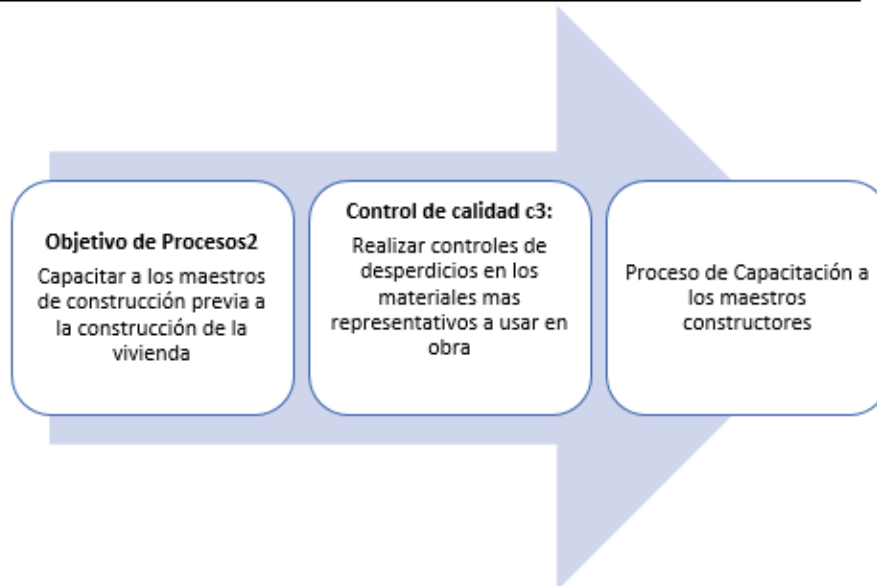 Objetivo de Procesos2
Capacitar a los maestros
de construcción previa a
la construcción de la
vivienda
Control de calidad c3:
Realizar controles de
desperdicios en los
materiales mas
representativos a usar en
obra
Proceso de Capacitación a
los maestros
constructores